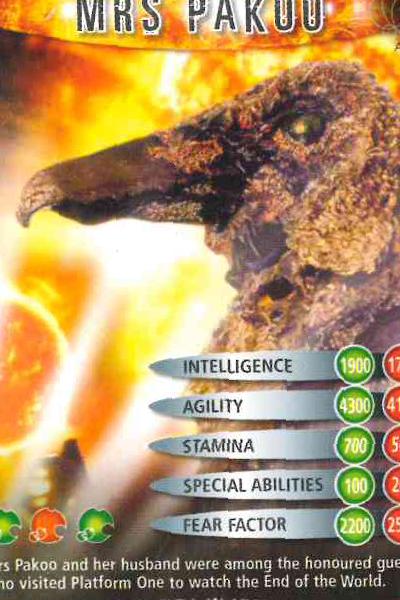 MRS PAKOO
INTELLIGENCE 1900
AGILITY 4300
STAMINA 700
SPECIAL ABILITIES 100
FEAR FACTOR 2200
rs Pakoo and her husband were among the honoured gue
ho visited Platform One to watch the End of the World.